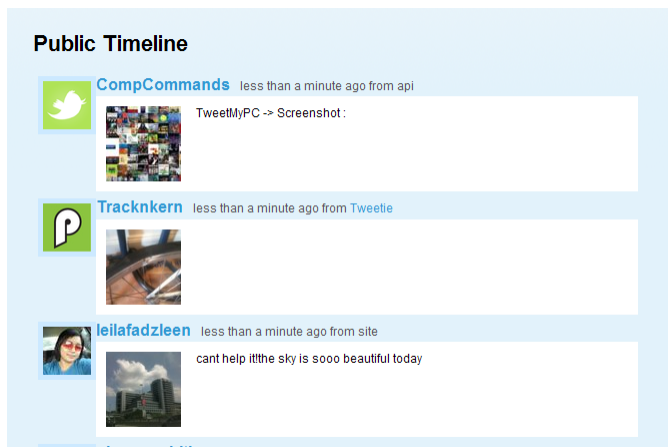 Public Timeline
CompCommands less than a minute ago from api
TweetMyPC -> Screenshot :
Tracknkern less than a minute ago from Tweetie
leilafadzleen less than a minute ago from site
cant help it!the sky is sooo beautiful today